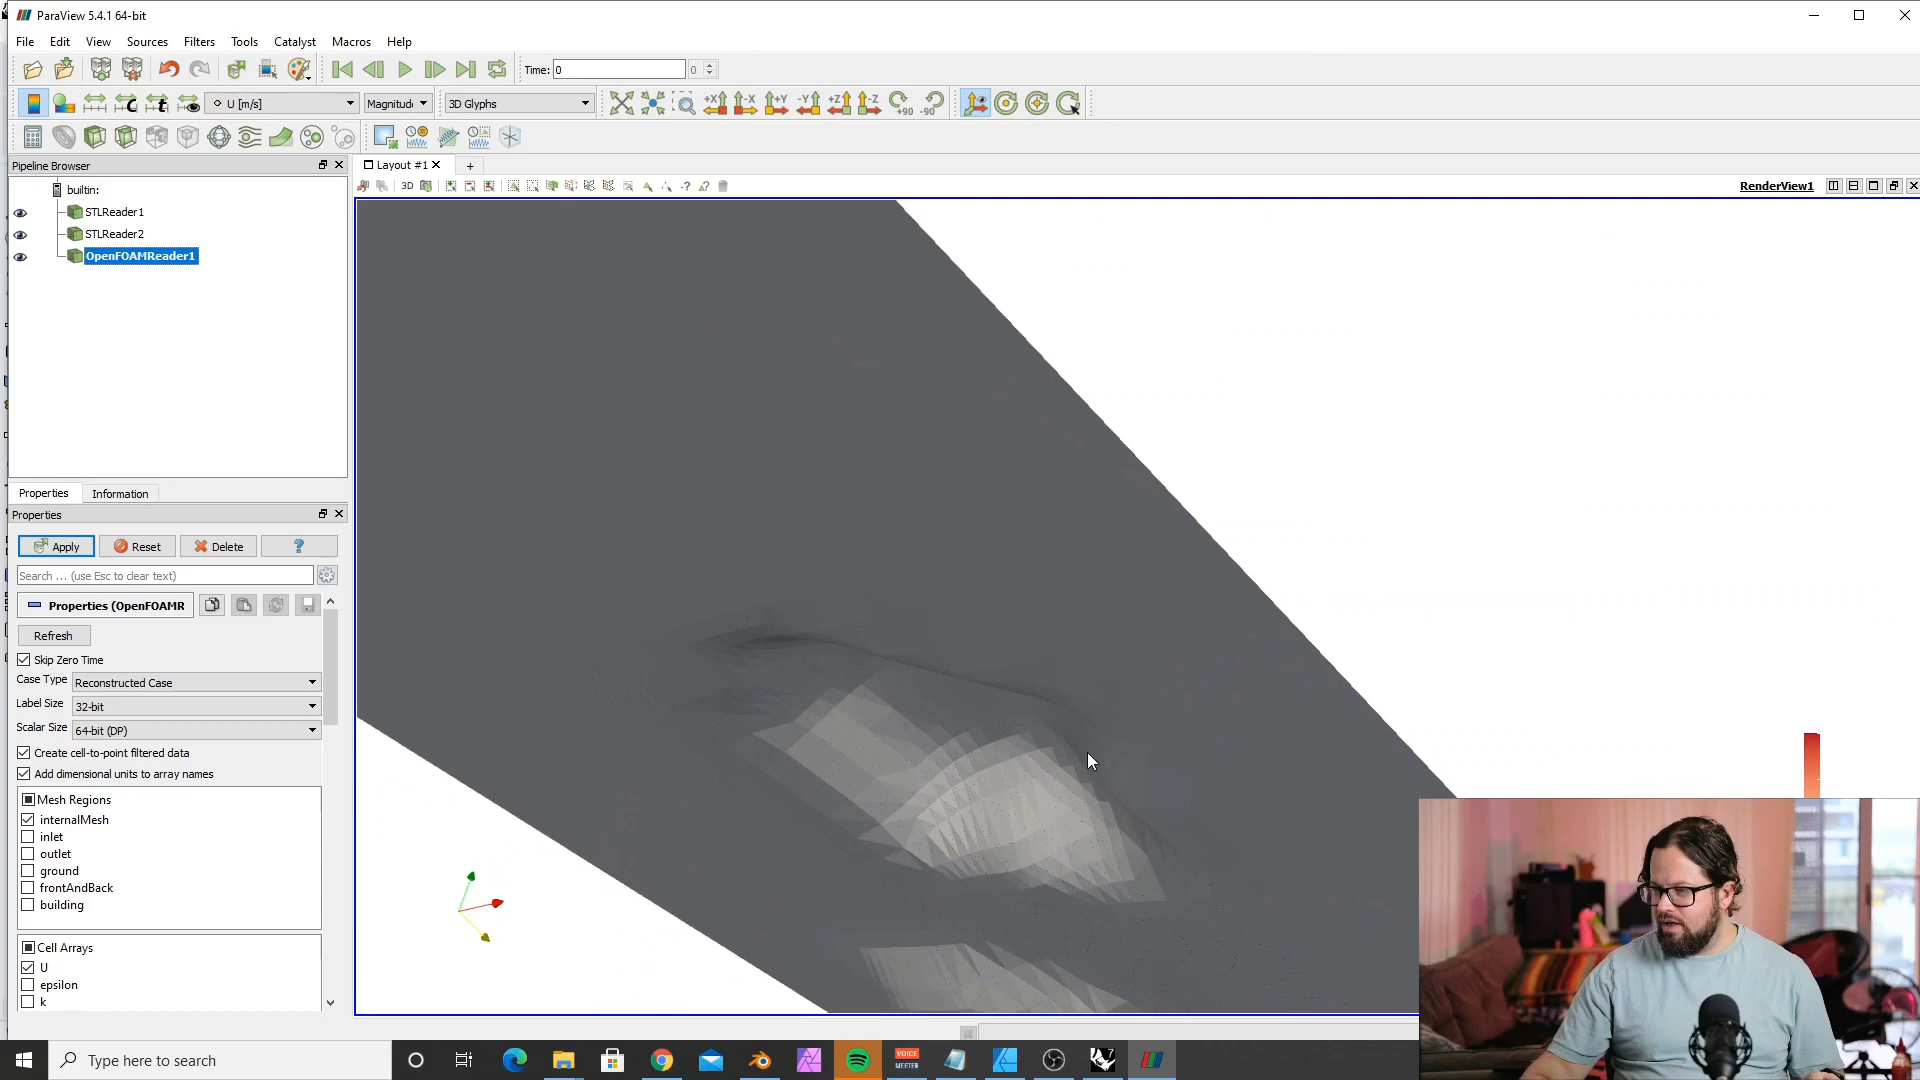 ParaView 5.4.1 64-bit
File Edit View Sources Filters Tools Catalyst Macros Help
Time: 0 0
U [m/s] Magnitude 3D Glyphs +X -X +Y -Y +Z -Z +90 -90
Pipeline Browser
Layout #1
3D
RenderView1
builtin:
STLReader1
STLReader2
OpenFOAMReader1
Properties Information
Properties
Apply Reset Delete ?
Search ... (use Esc to clear text)
Properties (OpenFOAMR
Refresh
Skip Zero Time
Case Type Reconstructed Case
Label Size 32-bit
Scalar Size 64-bit (DP)
Create cell-to-point filtered data
Add dimensional units to array names
Mesh Regions
internalMesh
inlet
outlet
ground
frontAndBack
building
Cell Arrays
U
epsilon
k
Type here to search
VOICE
MEETER